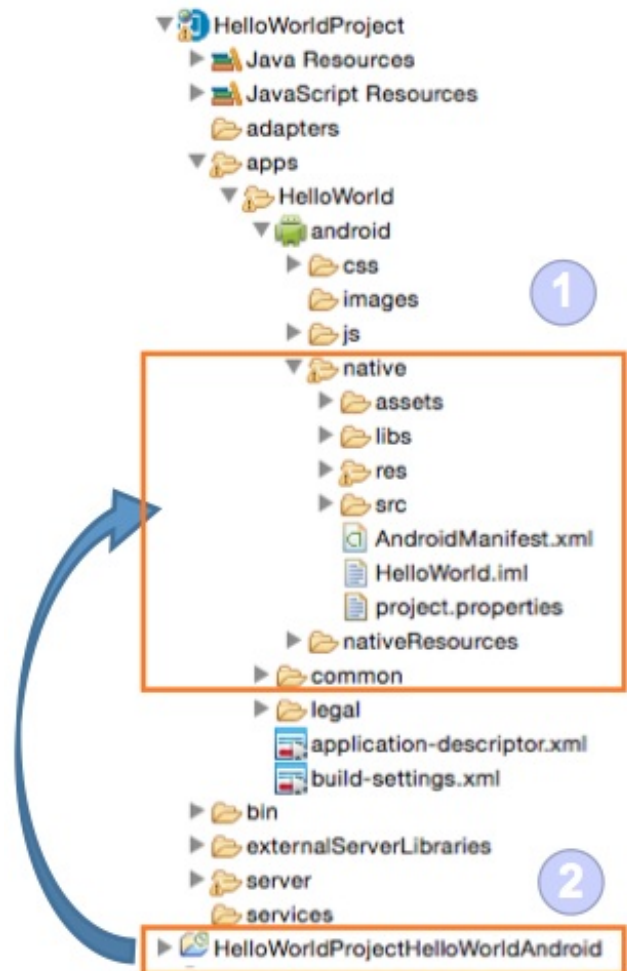 HelloWorldProject
Java Resources
JavaScript Resources
adapters
apps
HelloWorld
android
css
images
1
js
native
assets
libs
res
src
AndroidManifest.xml
HelloWorld.iml
project.properties
nativeResources
common
legal
application-descriptor.xml
build-settings.xml
bin
externalServerLibraries
server
2
services
HelloWorldProjectHelloWorldAndroid